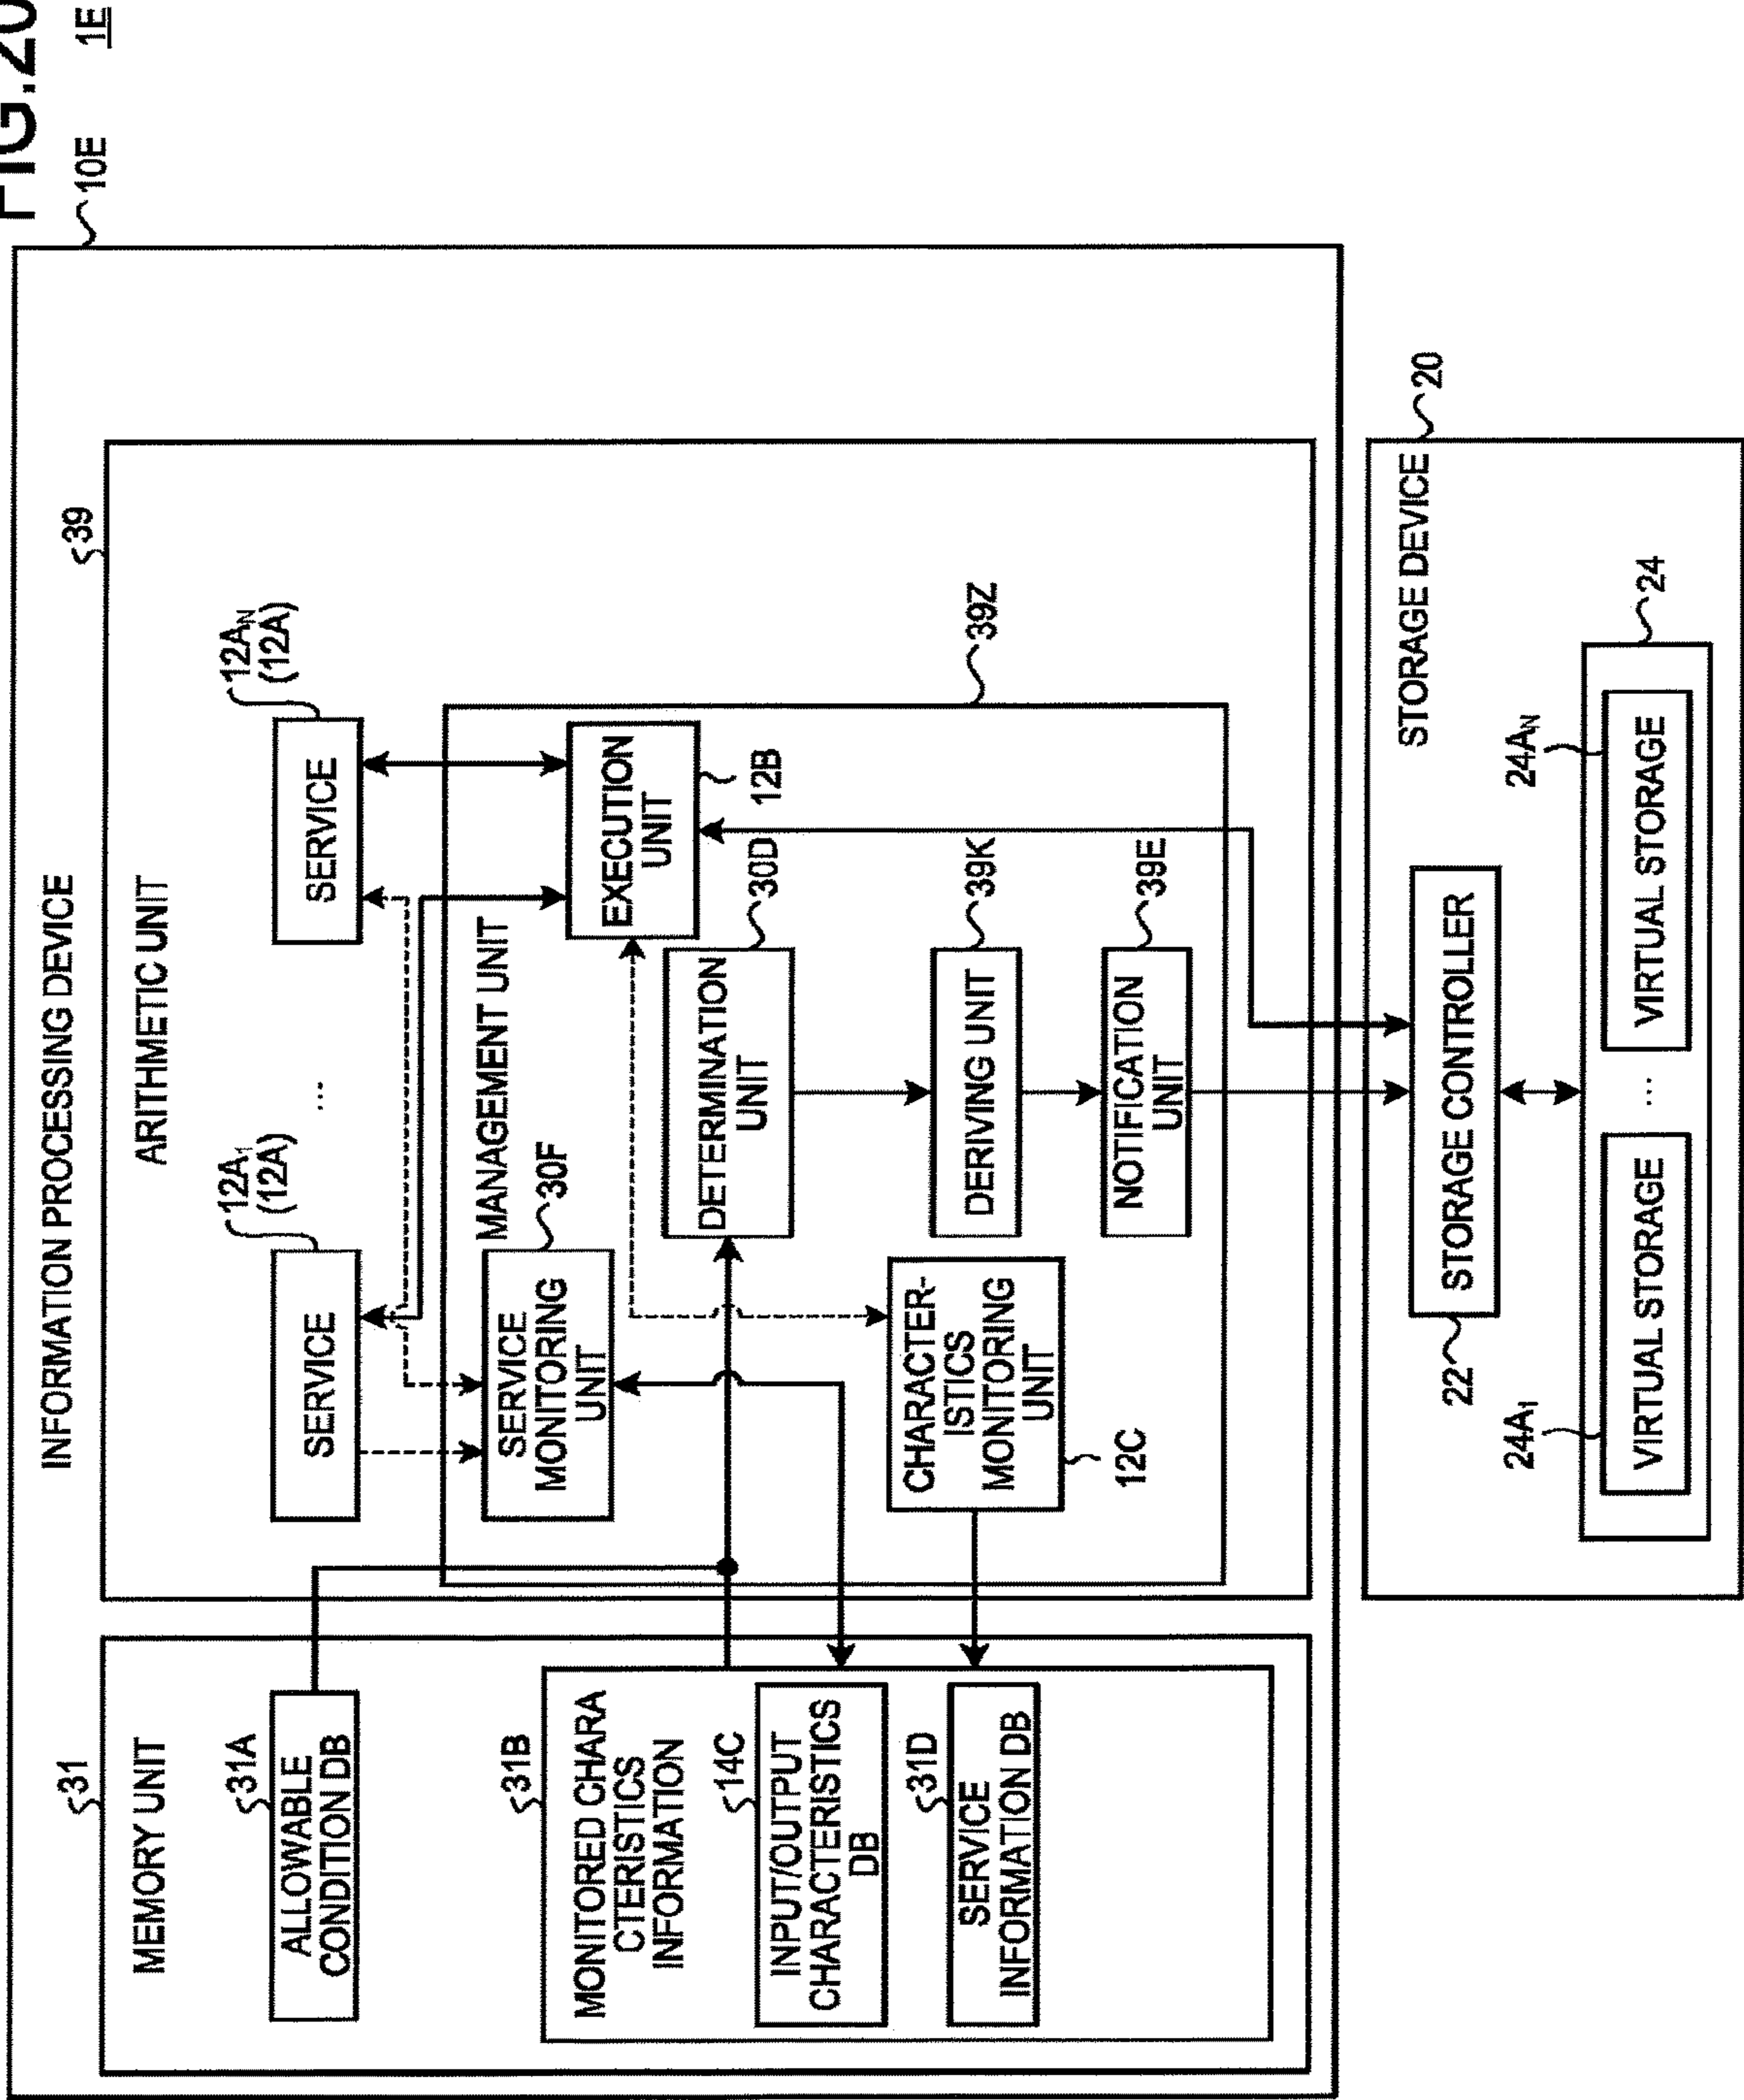 FIG.20
1E
10E
INFORMATION PROCESSING DEVICE
31
MEMORY UNIT
31A
ALLOWABLE
CONDITION DB
31B
MONITORED CHARA
CTERISTICS
INFORMATION
14C
INPUT/OUTPUT
CHARACTERISTICS
DB
31D
SERVICE
INFORMATION DB
39
ARITHMETIC UNIT
12A1
(12A)
SERVICE
...
12AN
(12A)
SERVICE
MANAGEMENT UNIT
39Z
30F
SERVICE
MONITORING
UNIT
EXECUTION
UNIT
12B
DETERMINATION
UNIT
30D
CHARACTER-
ISTICS
MONITORING
UNIT
12C
DERIVING UNIT
39K
NOTIFICATION
UNIT
39E
20
STORAGE DEVICE
22
STORAGE CONTROLLER
24
24A1
VIRTUAL STORAGE
...
24AN
VIRTUAL STORAGE